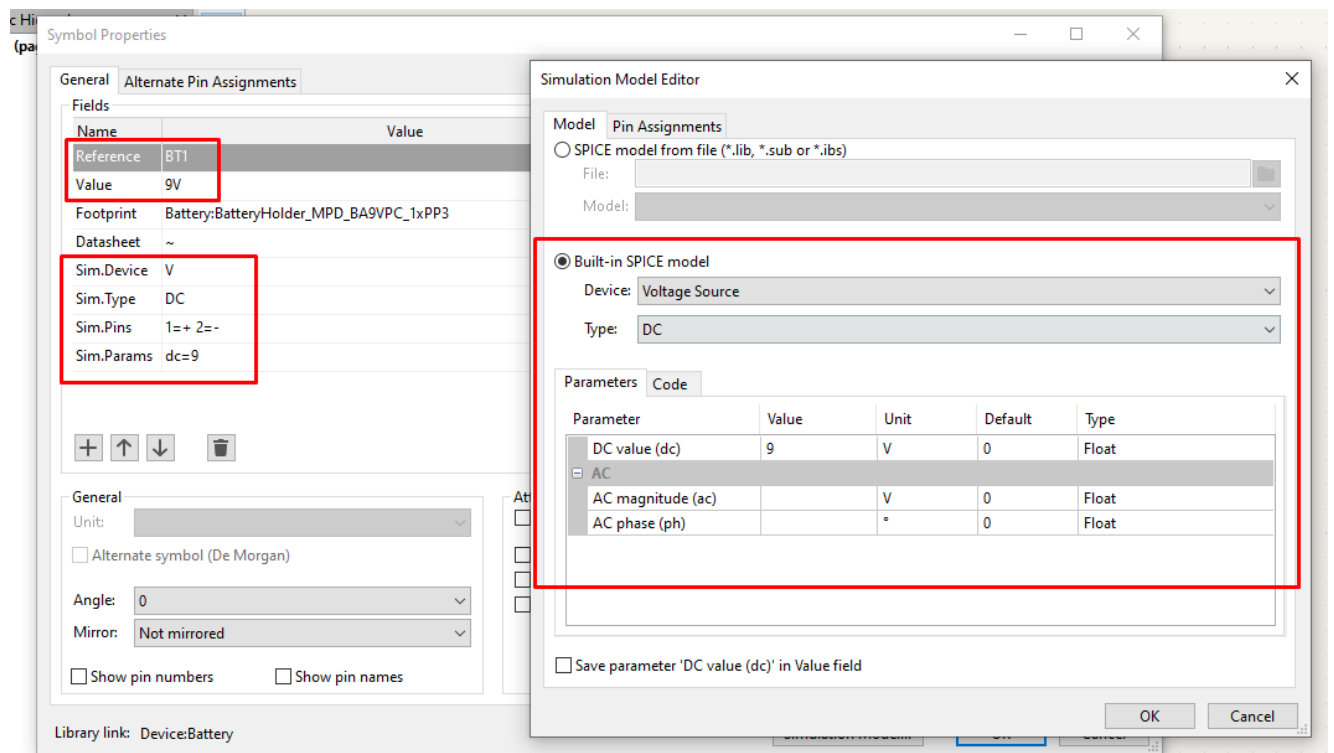 c Hi
(pa
Symbol Properties
General Alternate Pin Assignments
Fields
Name Value
Reference BT1
Value 9V
Footprint Battery:BatteryHolder_MPD_BA9VPC_1xPP3
Datasheet ~
Sim.Device V
Sim.Type DC
Sim.Pins 1=+ 2=-
Sim.Params dc=9
General
Unit:
Alternate symbol (De Morgan)
Angle: 0
Mirror: Not mirrored
Show pin numbers Show pin names
Library link: Device:Battery
Att
Simulation Model Editor
Model Pin Assignments
SPICE model from file (*.lib, *.sub or *.ibs)
File:
Model:
Built-in SPICE model
Device: Voltage Source
Type: DC
Parameters Code
Parameter Value Unit Default Type
DC value (dc) 9 V 0 Float
AC
AC magnitude (ac) V 0 Float
AC phase (ph) ° 0 Float
Save parameter 'DC value (dc)' in Value field
OK Cancel